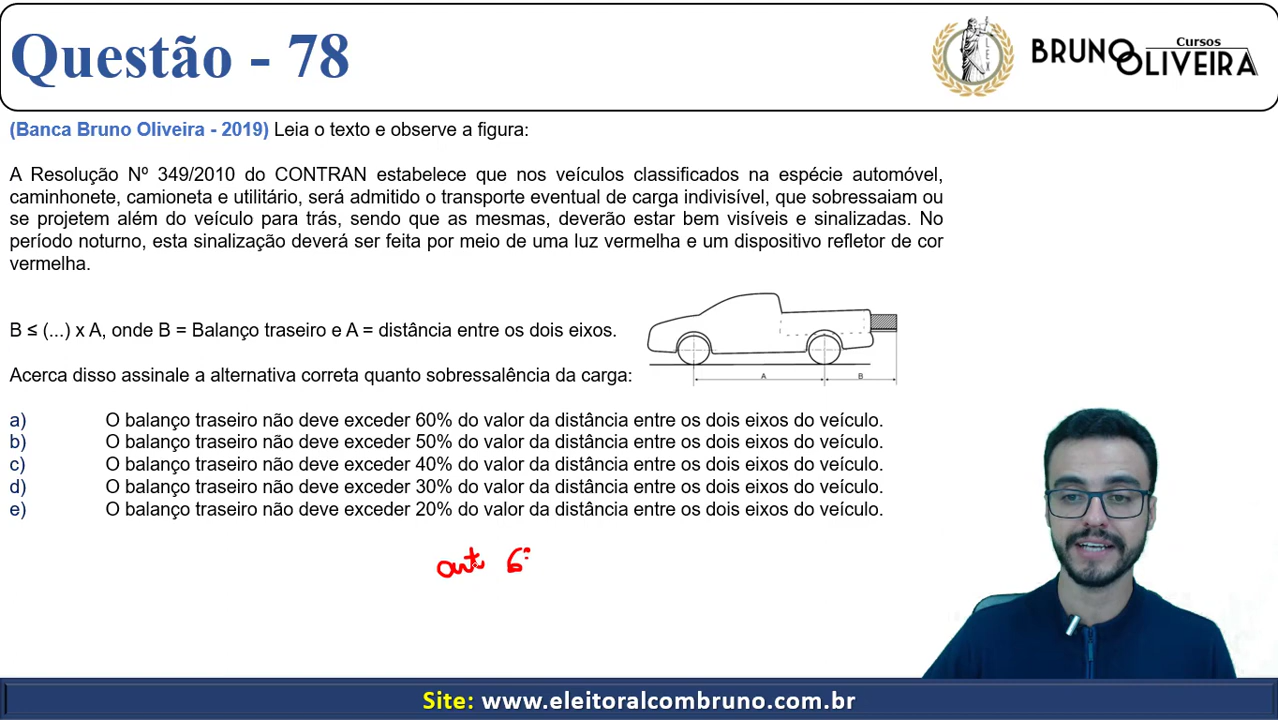 Questão - 78
LEX
Cursos
BRUNO OLIVEIRA
(Banca Bruno Oliveira - 2019) Leia o texto e observe a figura:
A Resolução Nº 349/2010 do CONTRAN estabelece que nos veículos classificados na espécie automóvel,
caminhonete, camioneta e utilitário, será admitido o transporte eventual de carga indivisível, que sobressaiam ou
se projetem além do veículo para trás, sendo que as mesmas, deverão estar bem visíveis e sinalizadas. No
período noturno, esta sinalização deverá ser feita por meio de uma luz vermelha e um dispositivo refletor de cor
vermelha.
B ≤ (...) x A, onde B = Balanço traseiro e A = distância entre os dois eixos.
A
B
Acerca disso assinale a alternativa correta quanto sobressalência da carga:
a) O balanço traseiro não deve exceder 60% do valor da distância entre os dois eixos do veículo.
b) O balanço traseiro não deve exceder 50% do valor da distância entre os dois eixos do veículo.
c) O balanço traseiro não deve exceder 40% do valor da distância entre os dois eixos do veículo.
d) O balanço traseiro não deve exceder 30% do valor da distância entre os dois eixos do veículo.
e) O balanço traseiro não deve exceder 20% do valor da distância entre os dois eixos do veículo.
Site: www.eleitoralcombruno.com.br